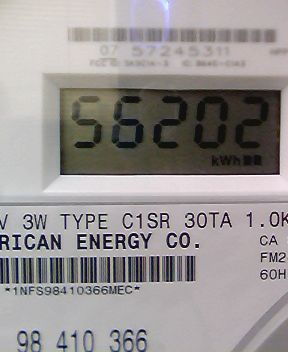 07 57245311
56202
kWh
V 3W TYPE C1SR 30TA 1.0K
RICAN ENERGY CO.
CA
FM2
60H
*1NFS98410366MEC*
98 410 366